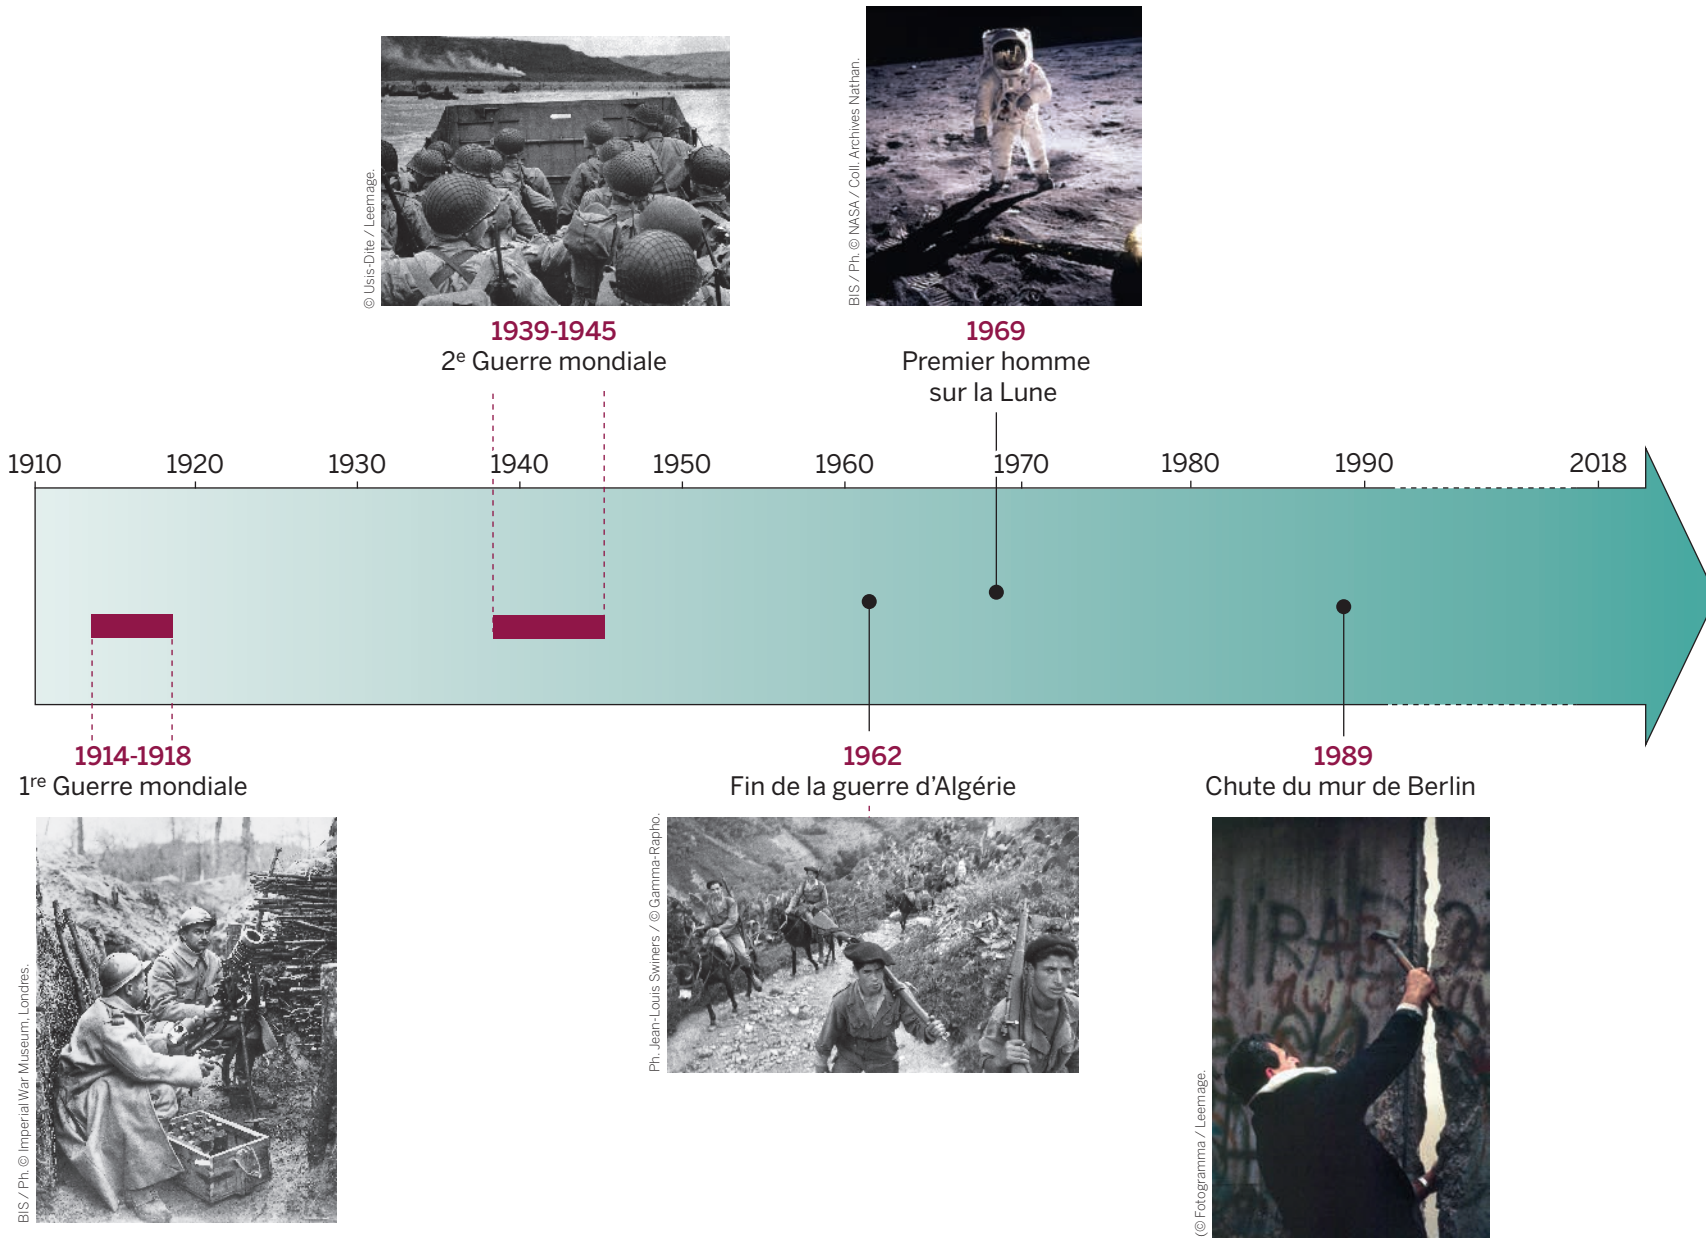 © Usis-Dite / Leemage.
BIS / Ph. © NASA / Coll. Archives Nathan.
1939-1945
2e Guerre mondiale
1969
Premier homme
sur la Lune
1910 1920 1930 1940 1950 1960 1970 1980 1990 2018
1914-1918
1re Guerre mondiale
1962
Fin de la guerre d'Algérie
1989
Chute du mur de Berlin
BIS / Ph. © Imperial War Museum, Londres.
Ph. Jean-Louis Swiners / © Gamma-Rapho.
(© Fotogramma / Leemage.